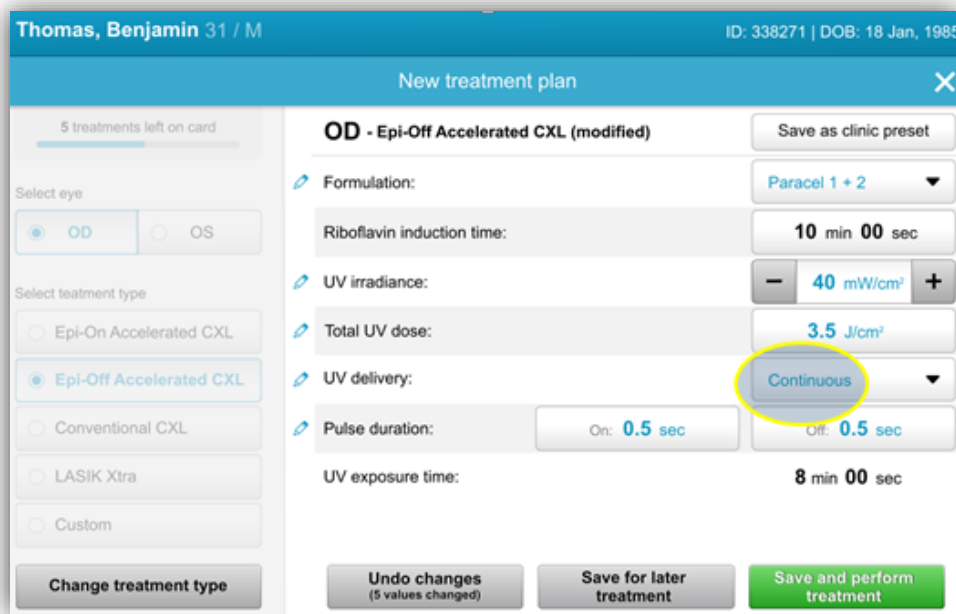 Thomas, Benjamin 31 / M
ID: 338271 | DOB: 18 Jan, 1985
New treatment plan
5 treatments left on card
Select eye
OD
OS
Select teatment type
Epi-On Accelerated CXL
Epi-Off Accelerated CXL
Conventional CXL
LASIK Xtra
Custom
Change treatment type
OD - Epi-Off Accelerated CXL (modified)
Save as clinic preset
Formulation:
Paracel 1 + 2
Riboflavin induction time:
10 min 00 sec
UV irradiance:
− 40 mW/cm² +
Total UV dose:
3.5 J/cm²
UV delivery:
Continuous
Pulse duration:
On: 0.5 sec
Off: 0.5 sec
UV exposure time:
8 min 00 sec
Undo changes
(5 values changed)
Save for later
treatment
Save and perform
treatment